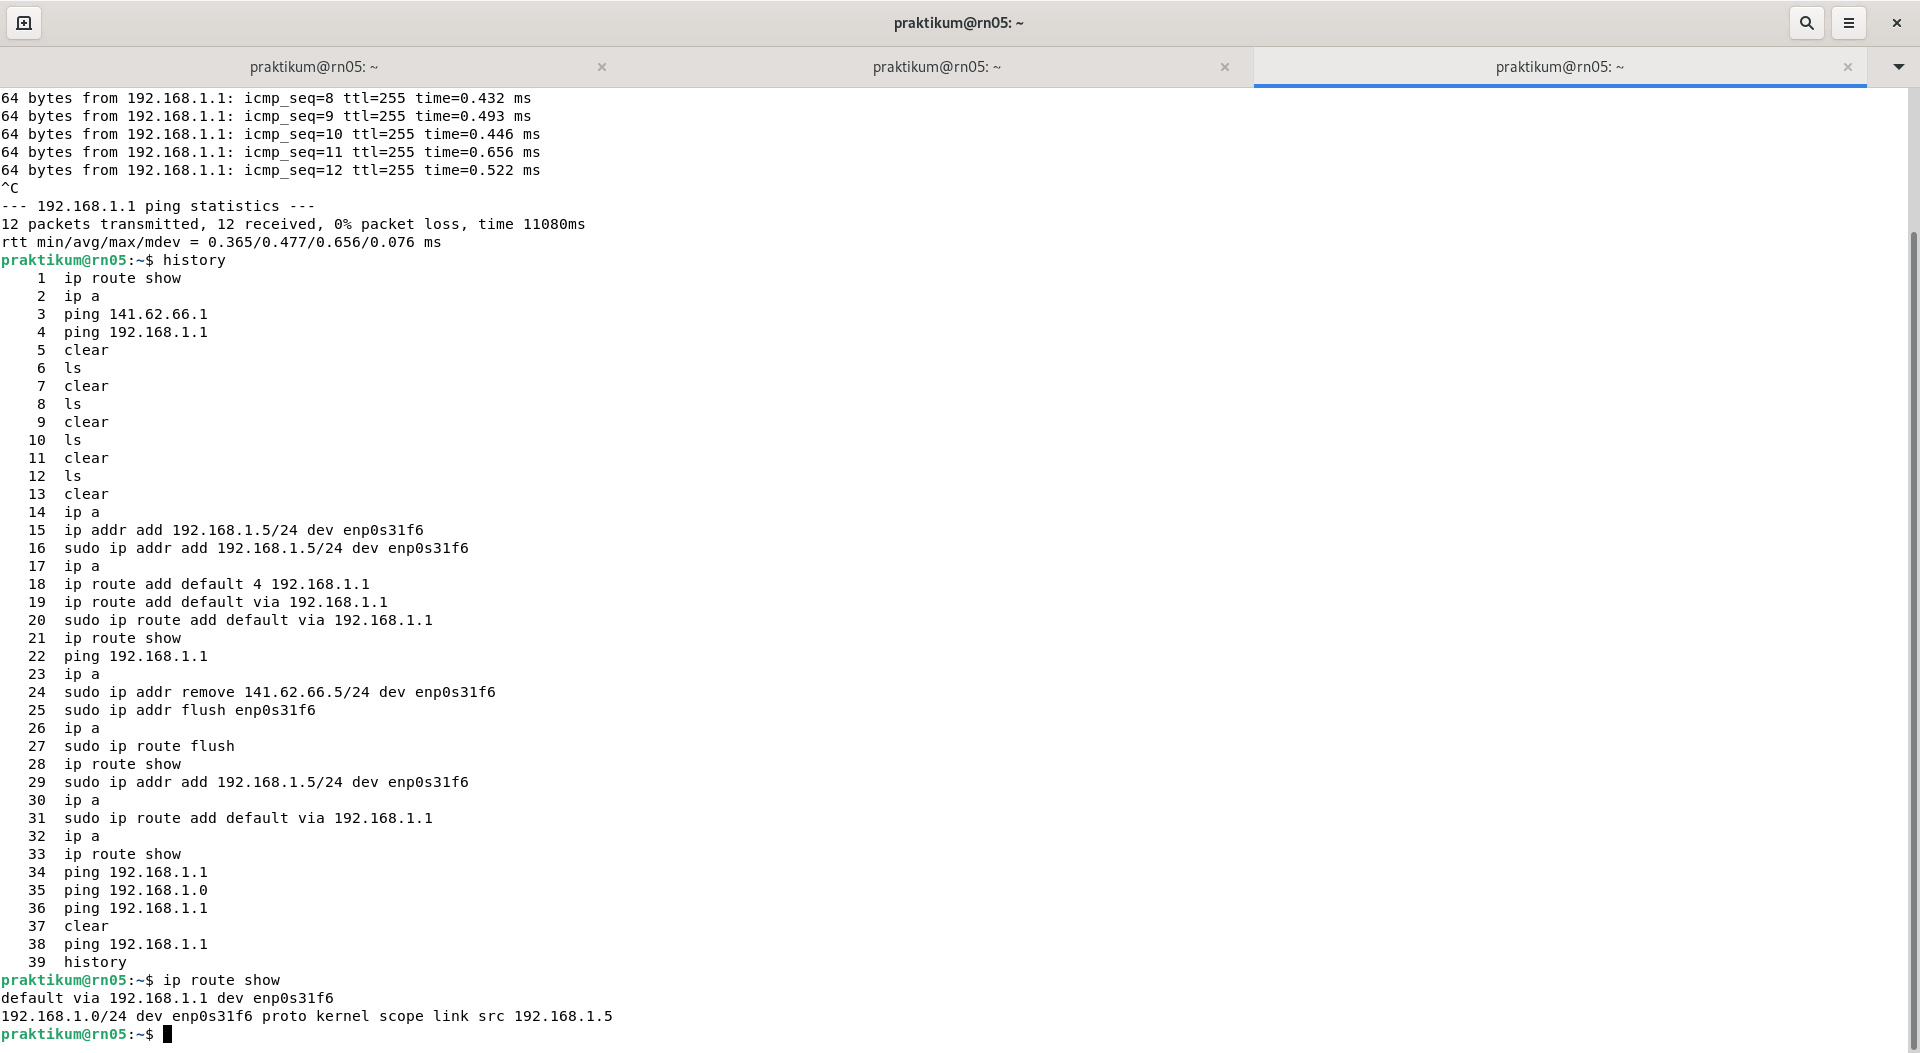 praktikum@rn05: ~
praktikum@rn05: ~
praktikum@rn05: ~
praktikum@rn05: ~
64 bytes from 192.168.1.1: icmp_seq=8 ttl=255 time=0.432 ms
64 bytes from 192.168.1.1: icmp_seq=9 ttl=255 time=0.493 ms
64 bytes from 192.168.1.1: icmp_seq=10 ttl=255 time=0.446 ms
64 bytes from 192.168.1.1: icmp_seq=11 ttl=255 time=0.656 ms
64 bytes from 192.168.1.1: icmp_seq=12 ttl=255 time=0.522 ms
^C
--- 192.168.1.1 ping statistics ---
12 packets transmitted, 12 received, 0% packet loss, time 11080ms
rtt min/avg/max/mdev = 0.365/0.477/0.656/0.076 ms
praktikum@rn05:~$ history
    1  ip route show
    2  ip a
    3  ping 141.62.66.1
    4  ping 192.168.1.1
    5  clear
    6  ls
    7  clear
    8  ls
    9  clear
   10  ls
   11  clear
   12  ls
   13  clear
   14  ip a
   15  ip addr add 192.168.1.5/24 dev enp0s31f6
   16  sudo ip addr add 192.168.1.5/24 dev enp0s31f6
   17  ip a
   18  ip route add default 4 192.168.1.1
   19  ip route add default via 192.168.1.1
   20  sudo ip route add default via 192.168.1.1
   21  ip route show
   22  ping 192.168.1.1
   23  ip a
   24  sudo ip addr remove 141.62.66.5/24 dev enp0s31f6
   25  sudo ip addr flush enp0s31f6
   26  ip a
   27  sudo ip route flush
   28  ip route show
   29  sudo ip addr add 192.168.1.5/24 dev enp0s31f6
   30  ip a
   31  sudo ip route add default via 192.168.1.1
   32  ip a
   33  ip route show
   34  ping 192.168.1.1
   35  ping 192.168.1.0
   36  ping 192.168.1.1
   37  clear
   38  ping 192.168.1.1
   39  history
praktikum@rn05:~$ ip route show
default via 192.168.1.1 dev enp0s31f6
192.168.1.0/24 dev enp0s31f6 proto kernel scope link src 192.168.1.5
praktikum@rn05:~$